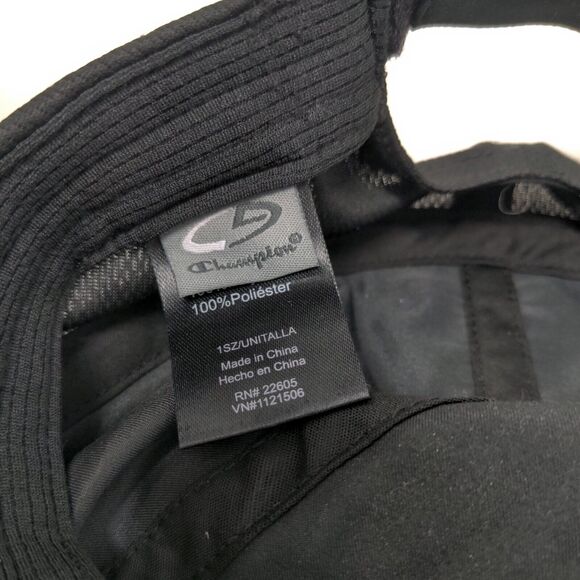 Champion®
100%Poliéster
1SZ/UNITALLA
Made in China
Hecho en China
RN# 22605
VN#1121506